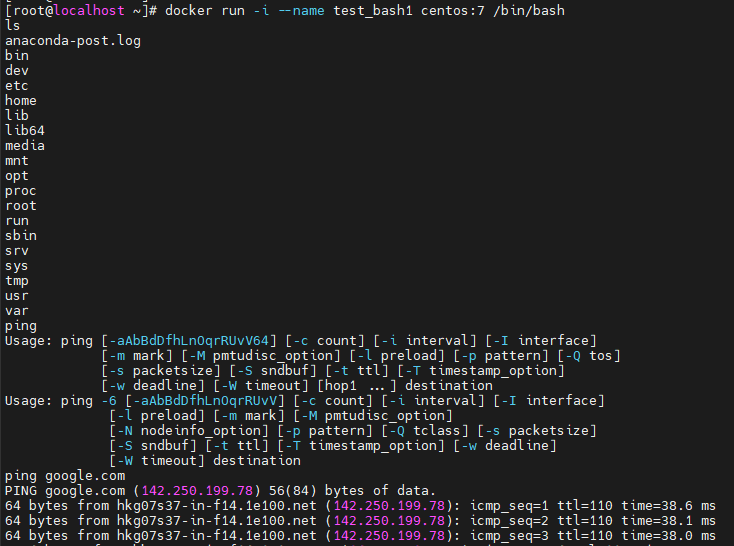 [root@localhost ~]# docker run -i --name test_bash1 centos:7 /bin/bash
ls
anaconda-post.log
bin
dev
etc
home
lib
lib64
media
mnt
opt
proc
root
run
sbin
srv
sys
tmp
usr
var
ping
Usage: ping [-aAbBdDfhLnOqrRUvV64] [-c count] [-i interval] [-I interface]
            [-m mark] [-M pmtudisc_option] [-l preload] [-p pattern] [-Q tos]
            [-s packetsize] [-S sndbuf] [-t ttl] [-T timestamp_option]
            [-w deadline] [-W timeout] [hop1 ...] destination
Usage: ping -6 [-aAbBdDfhLnOqrRUvV] [-c count] [-i interval] [-I interface]
             [-l preload] [-m mark] [-M pmtudisc_option]
             [-N nodeinfo_option] [-p pattern] [-Q tclass] [-s packetsize]
             [-S sndbuf] [-t ttl] [-T timestamp_option] [-w deadline]
             [-W timeout] destination
ping google.com
PING google.com (142.250.199.78) 56(84) bytes of data.
64 bytes from hkg07s37-in-f14.1e100.net (142.250.199.78): icmp_seq=1 ttl=110 time=38.6 ms
64 bytes from hkg07s37-in-f14.1e100.net (142.250.199.78): icmp_seq=2 ttl=110 time=38.1 ms
64 bytes from hkg07s37-in-f14.1e100.net (142.250.199.78): icmp_seq=3 ttl=110 time=38.0 ms